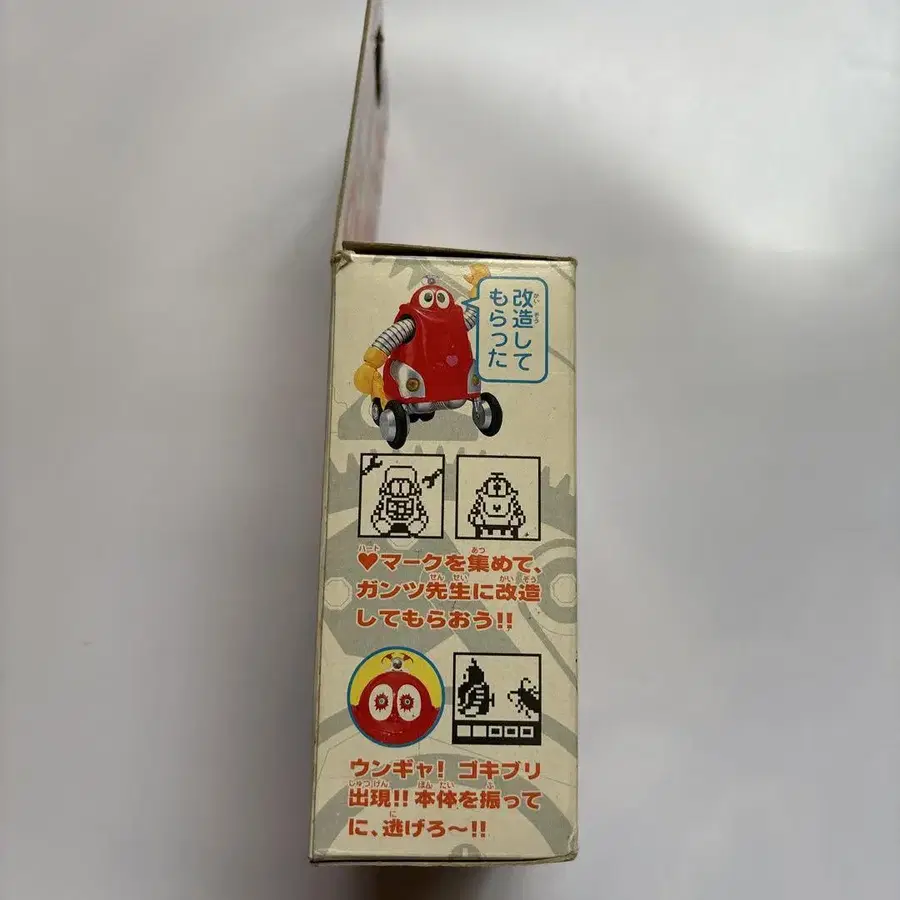 改造して
もらった
♥マークを集めて、
ガンツ先生に改造
してもらおう!!
ウンギャ! ゴキブリ
出現!! 本体を振って
に、逃げろ〜!!